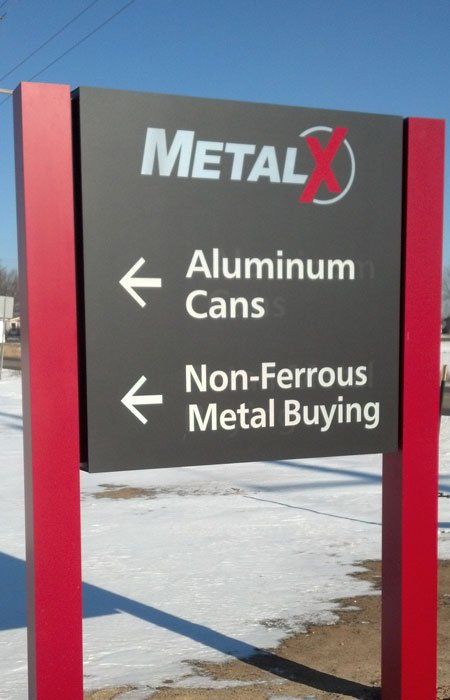 METALX
← Aluminum
Cans
← Non-Ferrous
Metal Buying